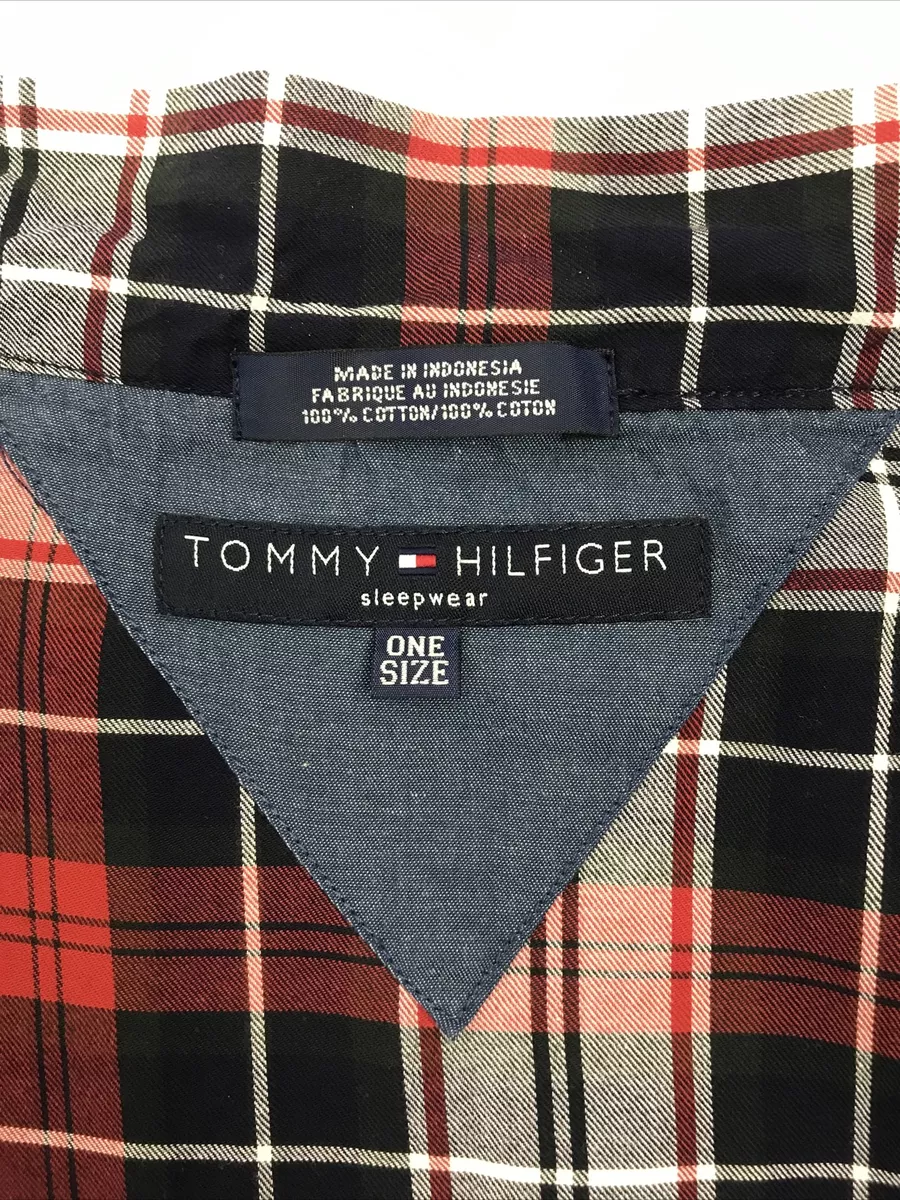 MADE IN INDONESIA
FABRIQUE AU INDONESIE
100% COTTON/100% COTON
TOMMY HILFIGER
sleepwear
ONE
SIZE